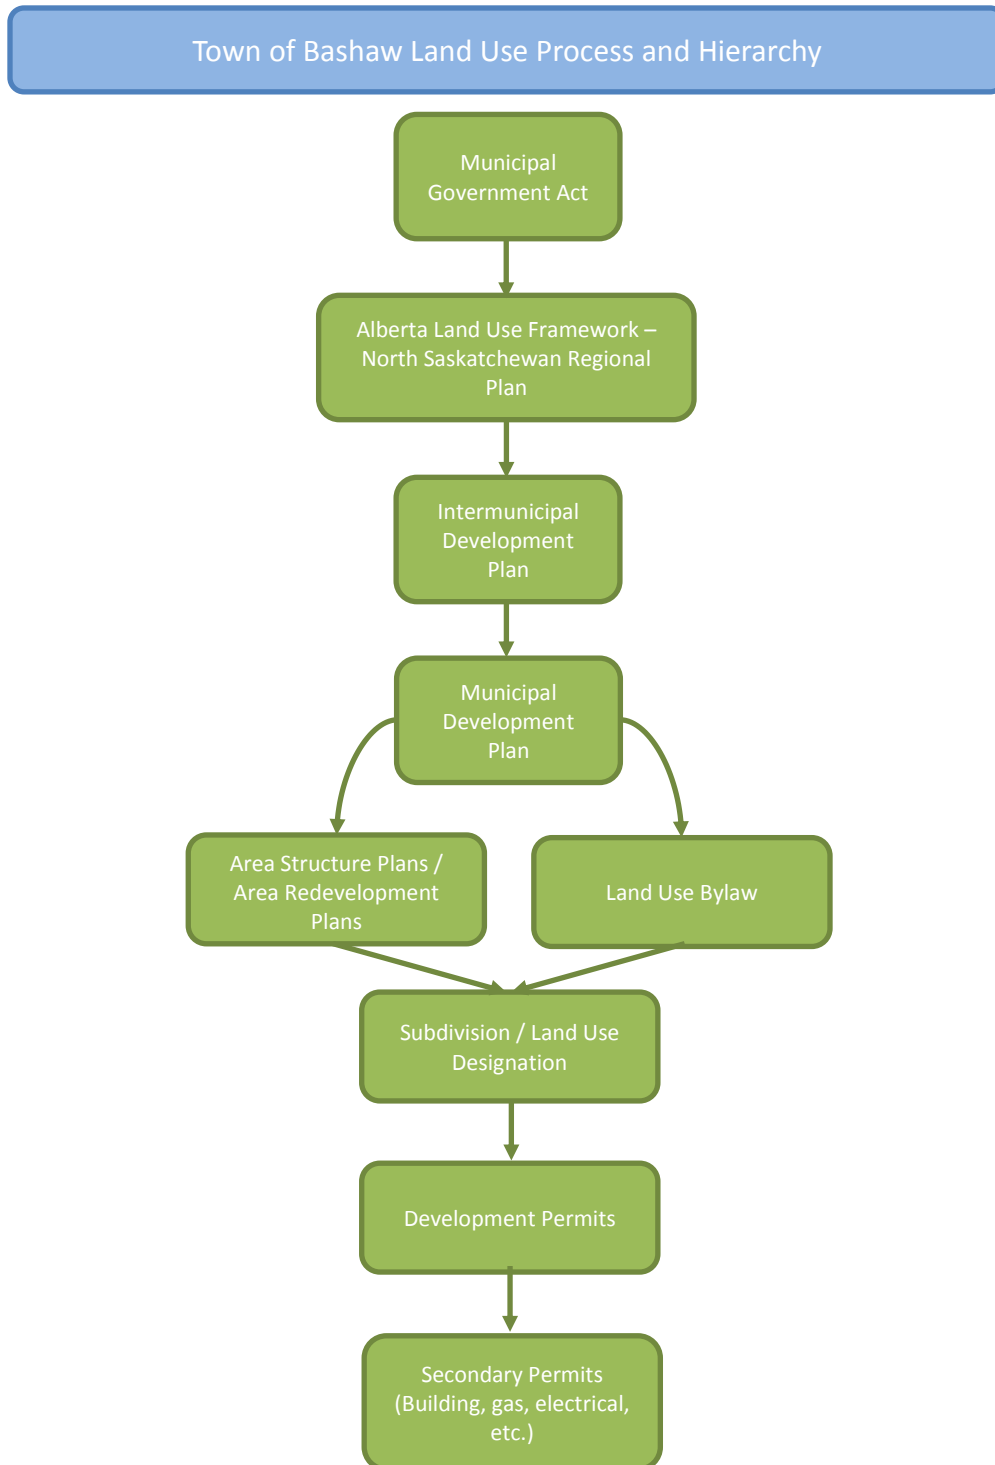 Town of Bashaw Land Use Process and Hierarchy
Municipal
Government Act
Alberta Land Use Framework –
North Saskatchewan Regional
Plan
Intermunicipal
Development
Plan
Municipal
Development
Plan
Area Structure Plans /
Area Redevelopment
Plans
Land Use Bylaw
Subdivision / Land Use
Designation
Development Permits
Secondary Permits
(Building, gas, electrical,
etc.)